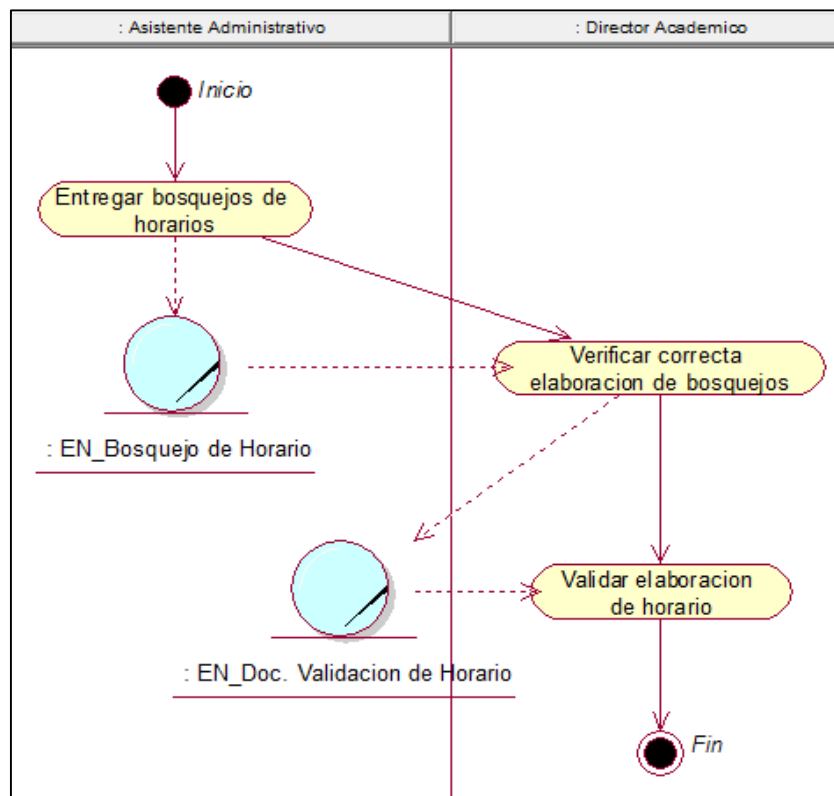 : Asistente Administrativo
: Director Academico
Inicio
Entregar bosquejos de
horarios
Verificar correcta
elaboracion de bosquejos
: EN_Bosquejo de Horario
Validar elaboracion
de horario
: EN_Doc. Validacion de Horario
Fin